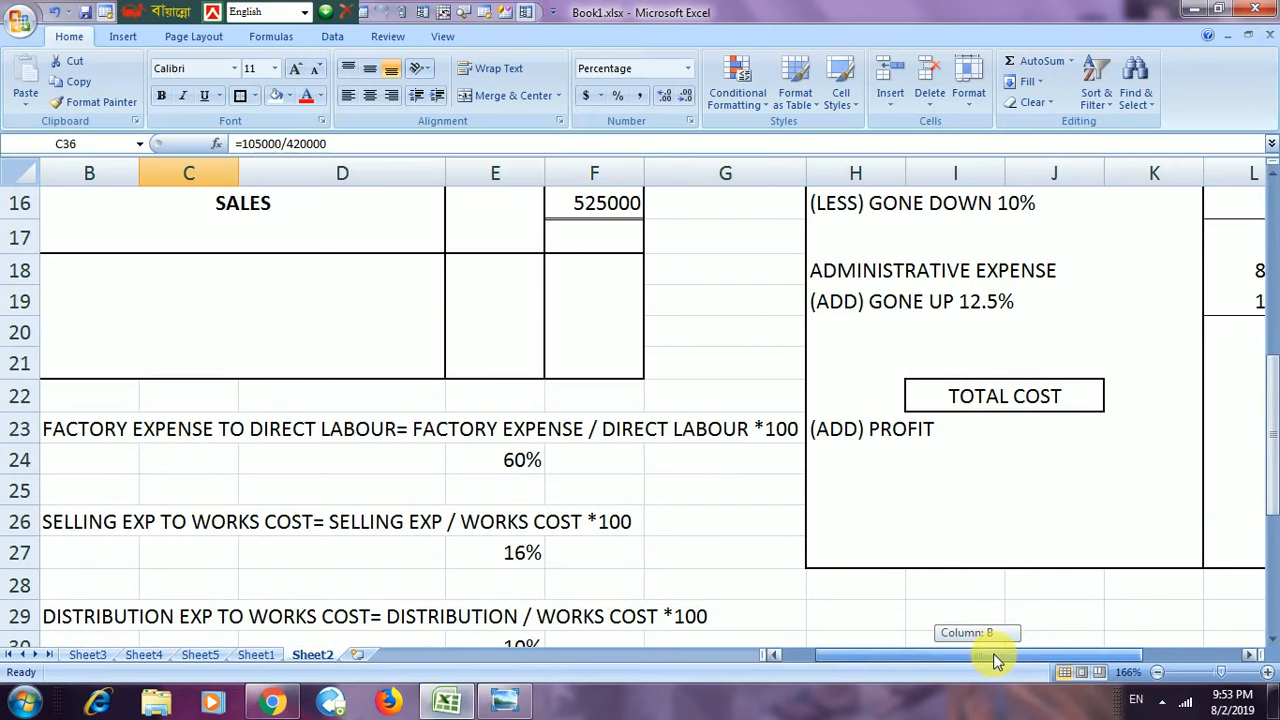 বায়ান্নো English Book1.xlsx - Microsoft Excel
Home Insert Page Layout Formulas Data Review View
Cut
Copy
Format Painter
Paste
Clipboard
Calibri 11
B I U
Font
Wrap Text
Merge & Center
Alignment
Percentage
$ % ,
Number
Conditional Formatting
Format as Table
Cell Styles
Styles
Insert Delete Format
Cells
Σ AutoSum
Fill
Clear
Sort & Filter
Find & Select
Editing
C36 fx =105000/420000
B C D E F G H I J K L
16 SALES 525000 (LESS) GONE DOWN 10%
17
18 ADMINISTRATIVE EXPENSE 8
19 (ADD) GONE UP 12.5% 1
20
21
22 TOTAL COST
23 FACTORY EXPENSE TO DIRECT LABOUR= FACTORY EXPENSE / DIRECT LABOUR *100 (ADD) PROFIT
24 60%
25
26 SELLING EXP TO WORKS COST= SELLING EXP / WORKS COST *100
27 16%
28
29 DISTRIBUTION EXP TO WORKS COST= DISTRIBUTION / WORKS COST *100
30 10%
Column: B
Sheet3 Sheet4 Sheet5 Sheet1 Sheet2
Ready 166%
EN 9:53 PM
8/2/2019